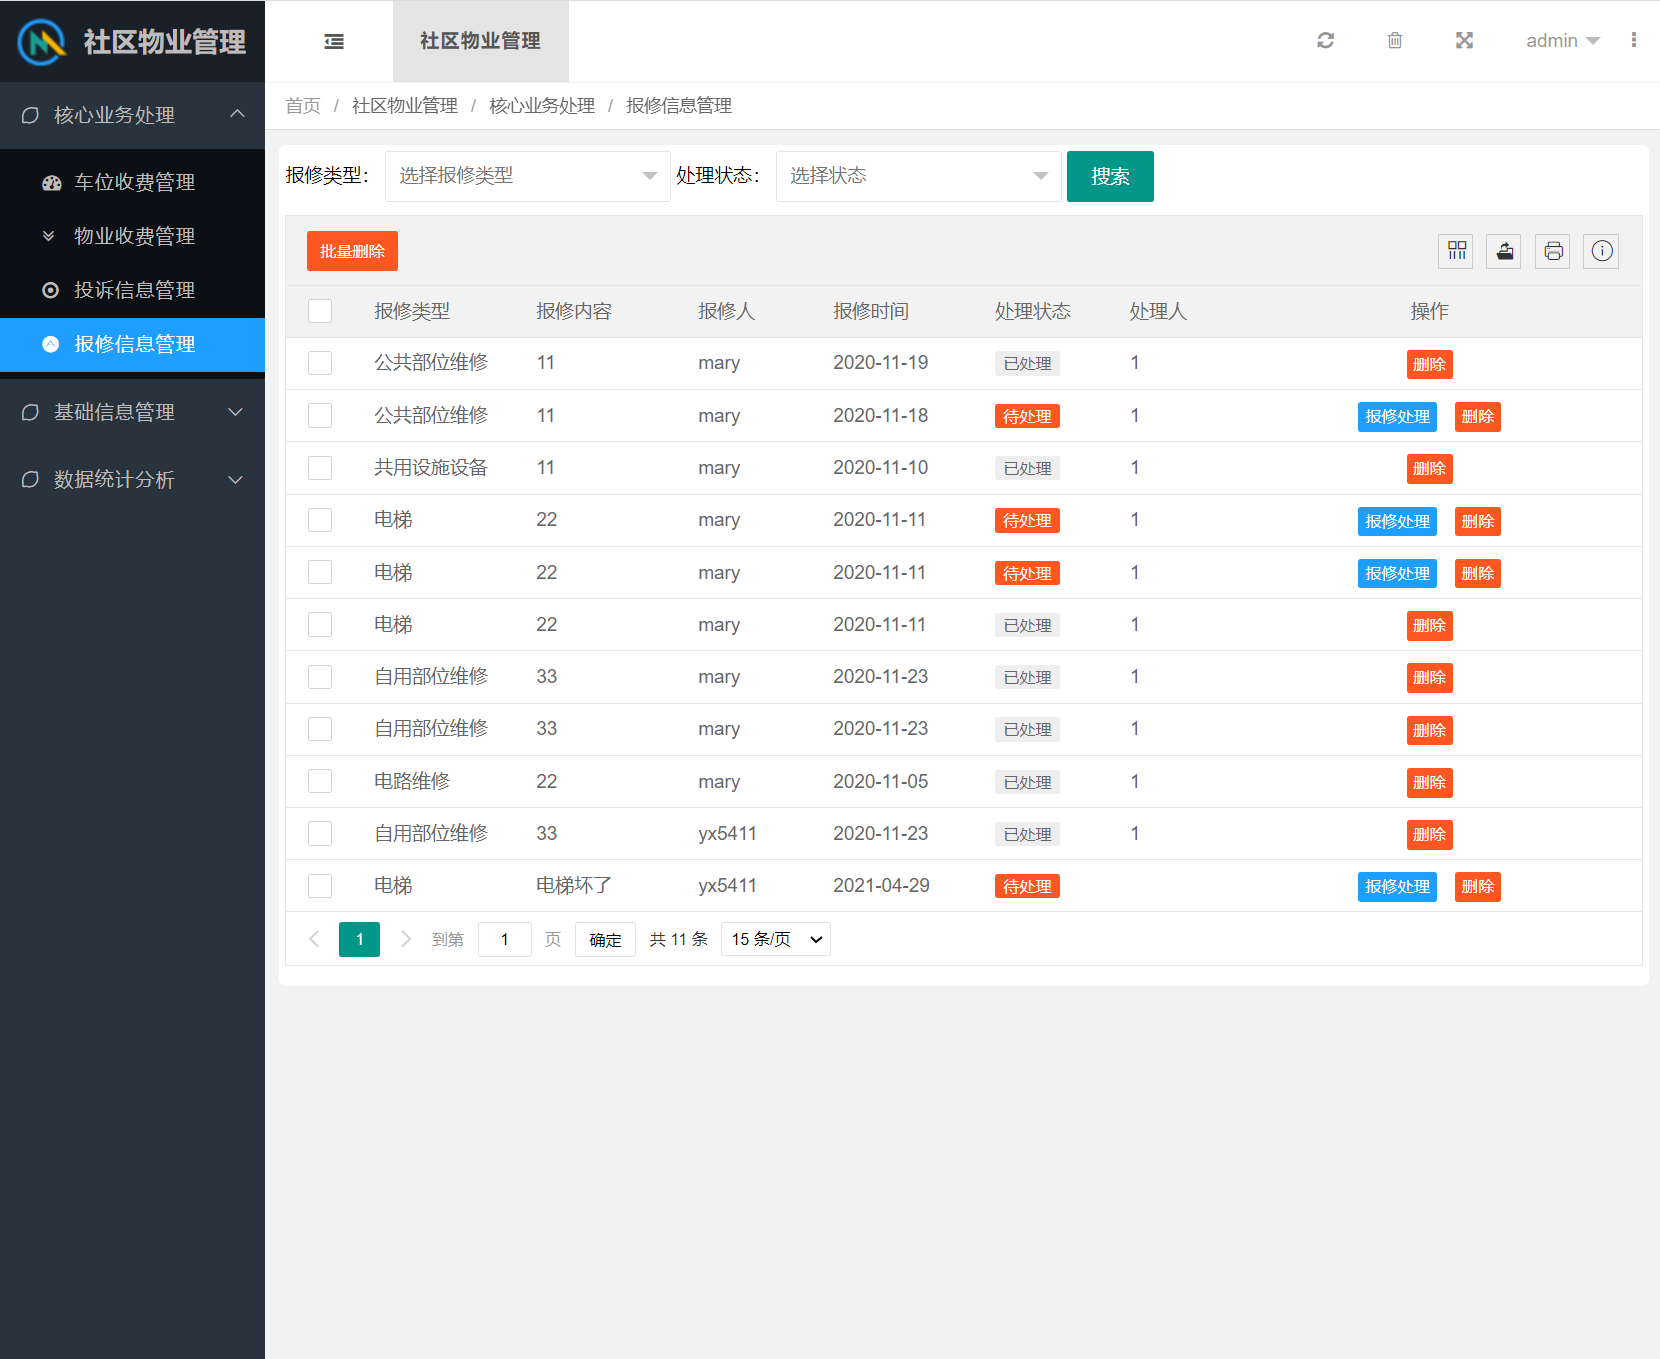 社区物业管理
社区物业管理
admin
首页 / 社区物业管理 / 核心业务处理 / 报修信息管理
核心业务处理
车位收费管理
物业收费管理
投诉信息管理
报修信息管理
基础信息管理
数据统计分析
报修类型： 选择报修类型 处理状态： 选择状态 搜索
批量删除
报修类型 报修内容 报修人 报修时间 处理状态 处理人 操作
公共部位维修 11 mary 2020-11-19 已处理 1 删除
公共部位维修 11 mary 2020-11-18 待处理 1 报修处理 删除
共用设施设备 11 mary 2020-11-10 已处理 1 删除
电梯 22 mary 2020-11-11 待处理 1 报修处理 删除
电梯 22 mary 2020-11-11 待处理 1 报修处理 删除
电梯 22 mary 2020-11-11 已处理 1 删除
自用部位维修 33 mary 2020-11-23 已处理 1 删除
自用部位维修 33 mary 2020-11-23 已处理 1 删除
电路维修 22 mary 2020-11-05 已处理 1 删除
自用部位维修 33 yx5411 2020-11-23 已处理 1 删除
电梯 电梯坏了 yx5411 2021-04-29 待处理 报修处理 删除
1 到第 1 页 确定 共 11 条 15 条/页